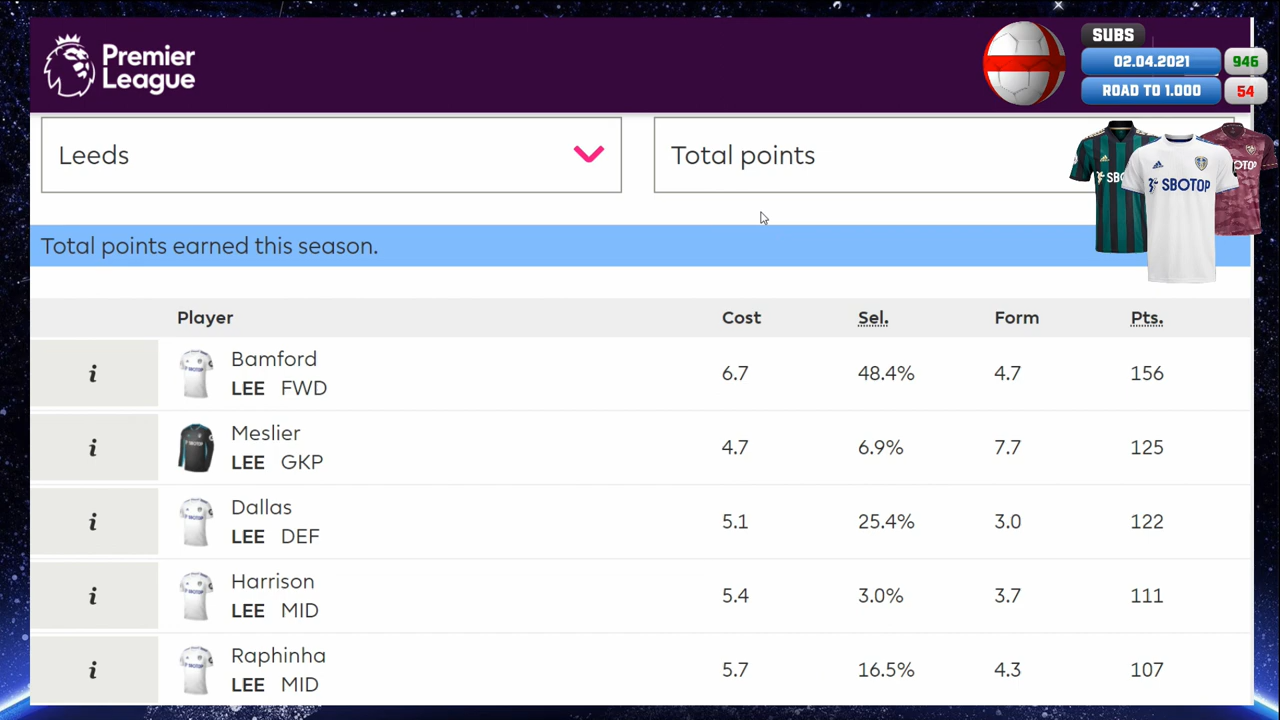 Premier
League
SUBS
02.04.2021 946
ROAD TO 1.000 54
Leeds
Total points
SBO
SBOTOP
TOP
Total points earned this season.
Player Cost Sel. Form Pts.
i Bamford 6.7 48.4% 4.7 156
LEE FWD
i Meslier 4.7 6.9% 7.7 125
LEE GKP
i Dallas 5.1 25.4% 3.0 122
LEE DEF
i Harrison 5.4 3.0% 3.7 111
LEE MID
i Raphinha 5.7 16.5% 4.3 107
LEE MID